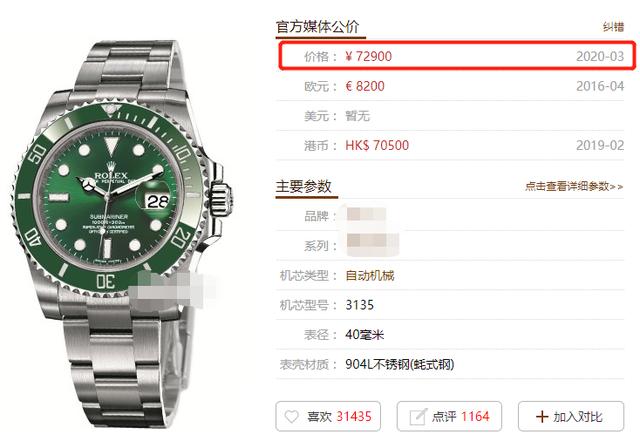 官方媒体公价 纠错
价格： ¥ 72900 2020-03
欧元： € 8200 2016-04
美元： 暂无
港币： HK$ 70500 2019-02
主要参数 点击查看详细参数>>
品牌：
系列：
机芯类型： 自动机械
机芯型号： 3135
表径： 40毫米
表壳材质： 904L不锈钢(蚝式钢)
喜欢 31435
点评 1164
加入对比
ROLEX
OYSTER PERPETUAL DATE
28
SUBMARINER
1000ft=300m
SUPERLATIVE CHRONOMETER
OFFICIALLY CERTIFIED
10
20
30
40
50